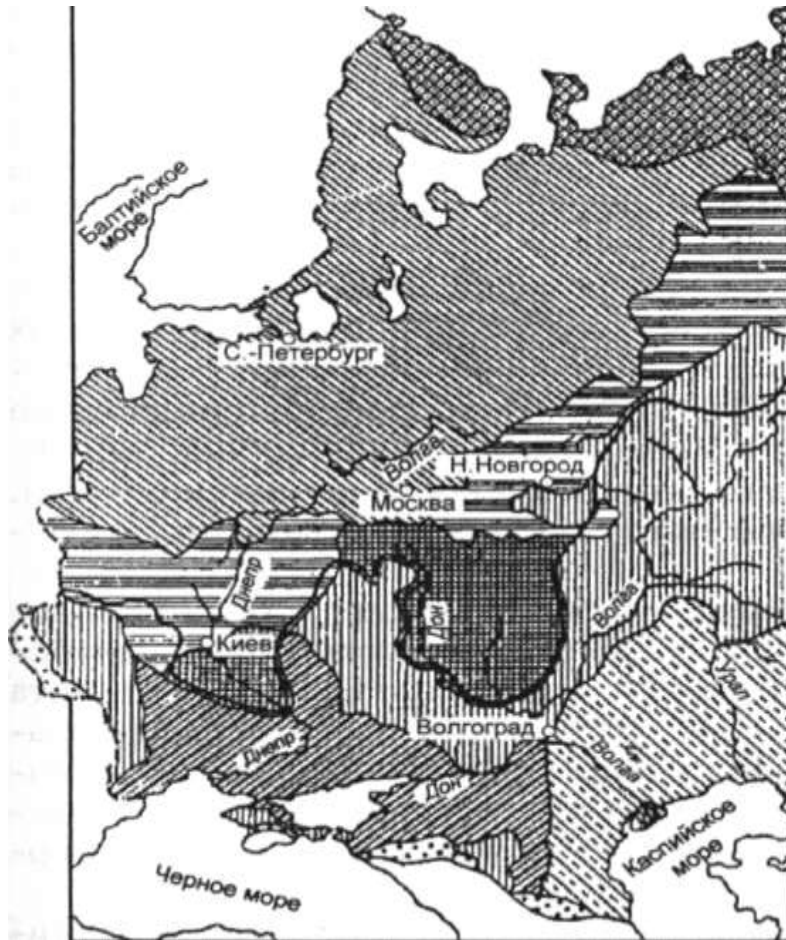 Балтийское
море
С.-Петербург
Волга
Н.Новгород
Москва
Днепр
Дон
Волга
Киев
Урал
Волгоград
Днепр
Волга
Дон
Каспийское
море
Черное море